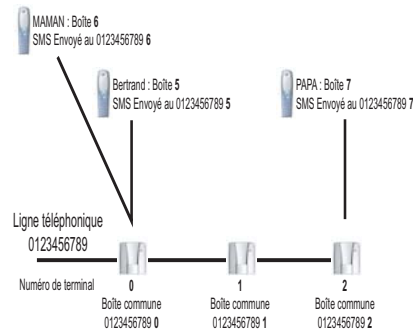 MAMAN : Boîte 6
SMS Envoyé au 0123456789 6
Bertrand : Boîte 5
SMS Envoyé au 0123456789 5
PAPA : Boîte 7
SMS Envoyé au 0123456789 7
Ligne téléphonique
0123456789
Numéro de terminal
0
1
2
Boîte commune
0123456789 0
Boîte commune
0123456789 1
Boîte commune
0123456789 2